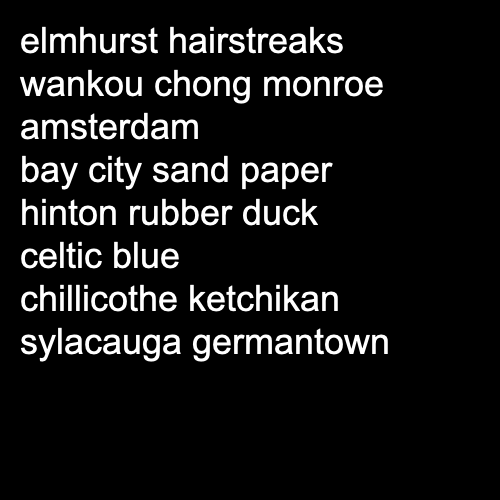 elmhurst hairstreaks
wankou chong monroe
amsterdam
bay city sand paper
hinton rubber duck
celtic blue
chillicothe ketchikan
sylacauga germantown